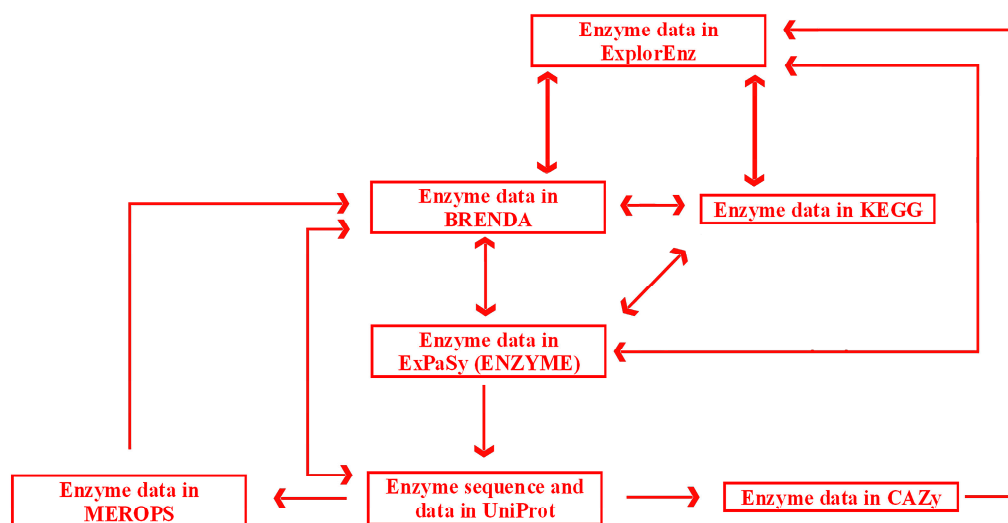 Enzyme data in
ExplorEnz
Enzyme data in
BRENDA
Enzyme data in KEGG
Enzyme data in
ExPaSy (ENZYME)
Enzyme data in
MEROPS
Enzyme sequence and
data in UniProt
Enzyme data in CAZy